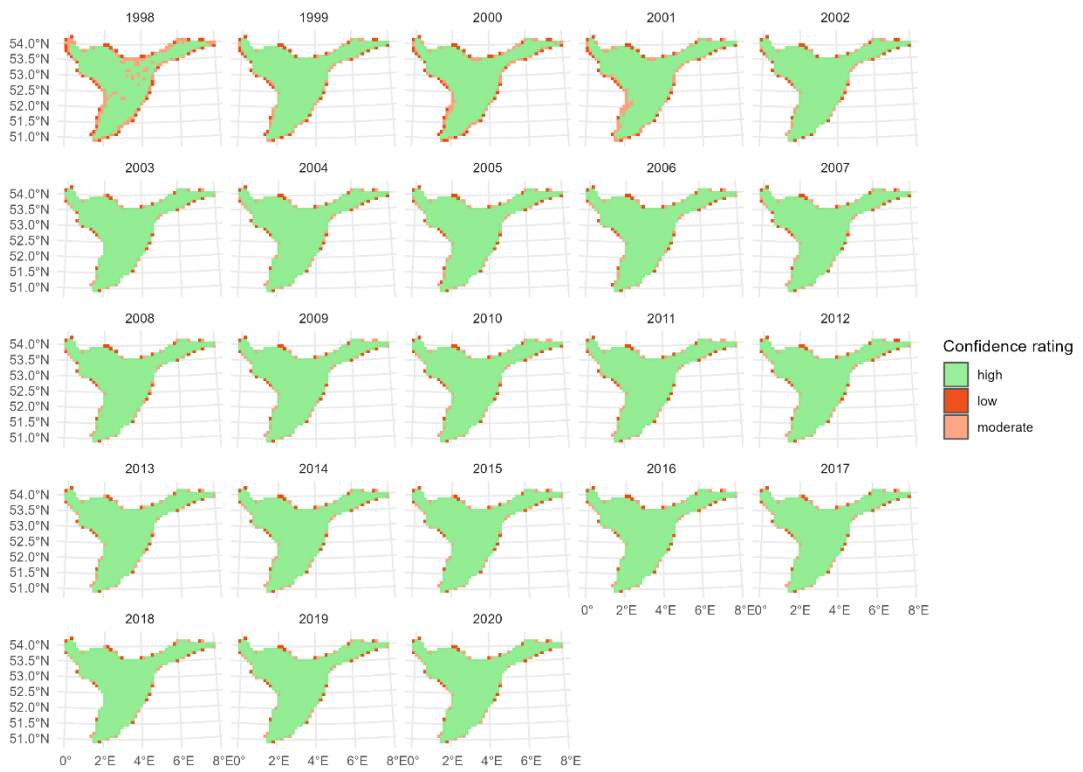 1998 1999 2000 2001 2002
54.0°N
53.5°N
53.0°N
52.5°N
52.0°N
51.5°N
51.0°N
2003 2004 2005 2006 2007
54.0°N
53.5°N
53.0°N
52.5°N
52.0°N
51.5°N
51.0°N
2008 2009 2010 2011 2012
54.0°N
53.5°N
53.0°N
52.5°N
52.0°N
51.5°N
51.0°N
Confidence rating
high
low
moderate
2013 2014 2015 2016 2017
54.0°N
53.5°N
53.0°N
52.5°N
52.0°N
51.5°N
51.0°N
0° 2°E 4°E 6°E 8°E 0° 2°E 4°E 6°E 8°E
2018 2019 2020
54.0°N
53.5°N
53.0°N
52.5°N
52.0°N
51.5°N
51.0°N
0° 2°E 4°E 6°E 8°E 0° 2°E 4°E 6°E 8°E 0° 2°E 4°E 6°E 8°E